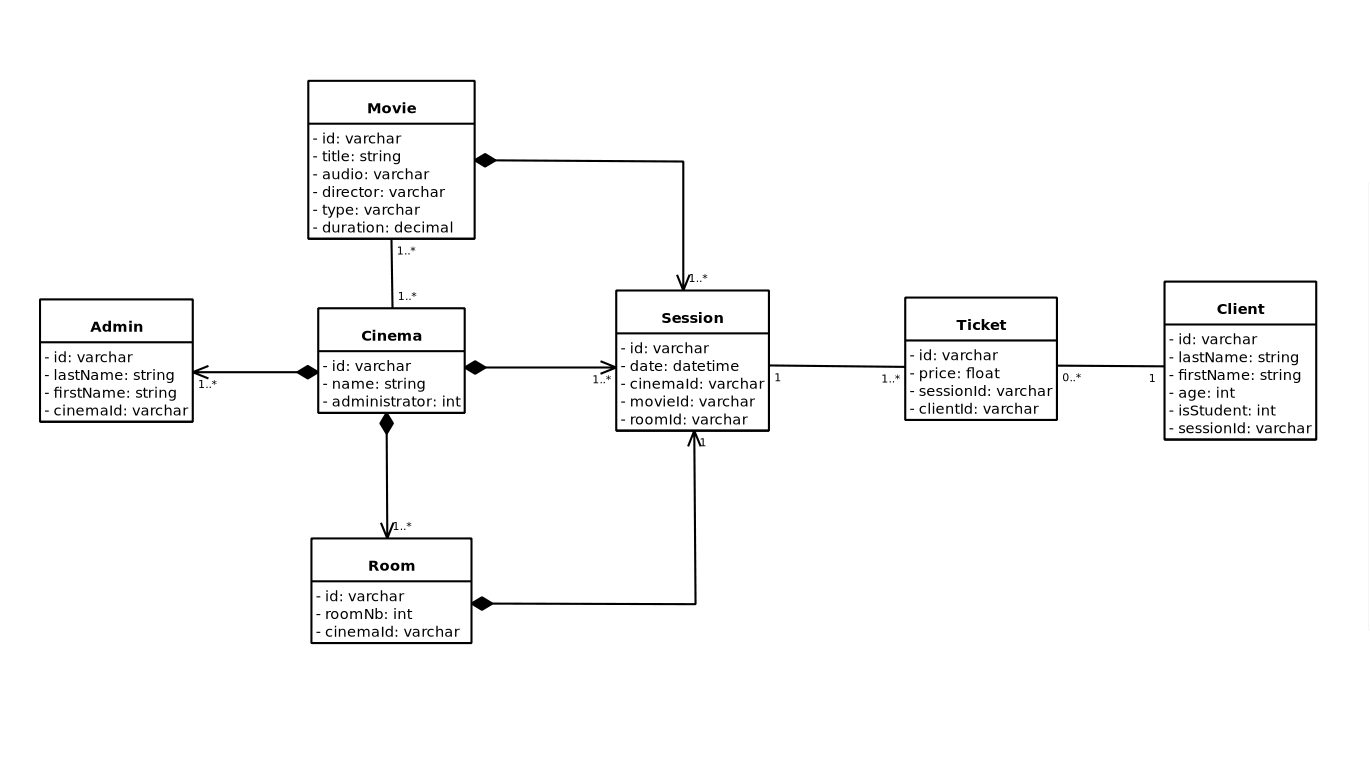 Movie
- id: varchar
- title: string
- audio: varchar
- director: varchar
- type: varchar
- duration: decimal
1..*
1..*
1..*
Admin
- id: varchar
- lastName: string
- firstName: string
- cinemaId: varchar
1..*
Cinema
- id: varchar
- name: string
- administrator: int
1..*
Session
- id: varchar
- date: datetime
- cinemaId: varchar
- movieId: varchar
- roomId: varchar
1
1..*
Ticket
- id: varchar
- price: float
- sessionId: varchar
- clientId: varchar
0..*
1
Client
- id: varchar
- lastName: string
- firstName: string
- age: int
- isStudent: int
- sessionId: varchar
1
1..*
Room
- id: varchar
- roomNb: int
- cinemaId: varchar